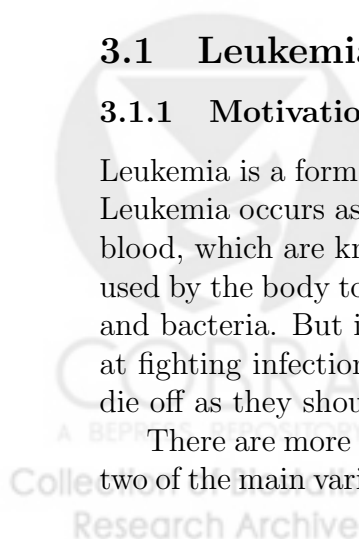 3.1 Leukemia
3.1.1 Motivatio
Leukemia is a form
Leukemia occurs as
blood, which are kn
used by the body to
and bacteria. But i
at fighting infection
die off as they shou
There are more
two of the main vari
COBRA
A BEPRESS REPOSITORY
Collection of Biostatistics
Research Archive